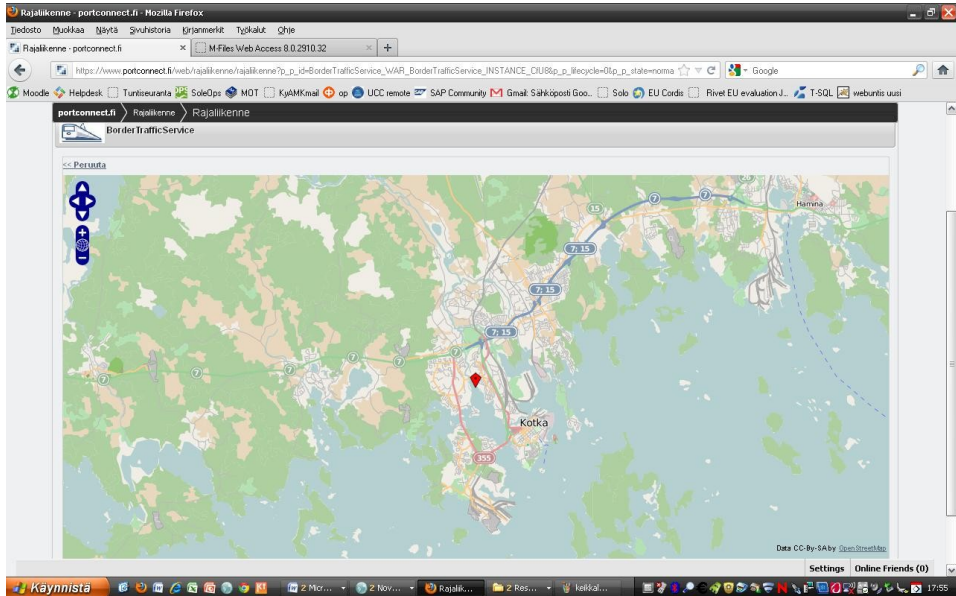 Rajaliikenne - portconnect.fi - Mozilla Firefox
Tiedosto Muokkaa Näytä Sivuhistoria Kirjanmerkit Työkalut Ohje
Rajaliikenne - portconnect.fi × M-Files Web Access 8.0.2910.32 × +
https://www.portconnect.fi/web/rajaliikenne/rajaliikenne?p_p_id=BorderTrafficService_WAR_BorderTrafficService_INSTANCE_CIU8&p_p_lifecycle=0&p_p_state=norma Google
Moodle Helpdesk Tuntiseuranta SoleOps MOT KyAMKmail op UCC remote SAP Community Gmail: Sähköposti Goo... Solo EU Cordis Rivet EU evaluation J... T-SQL webuntis uusi
portconnect.fi Rajaliikenne Rajaliikenne
BorderTrafficService
<< Peruuta
7
7
15
Hamina
7; 15
7; 15
7; 15
7
7
7
7
7
Kotka
355
Data CC-By-SA by OpenStreetMap
Settings Online Friends (0)
Käynnistä 2 Micr... 2 Nov... Rajalik... 2 Res... keikkal... 17:55